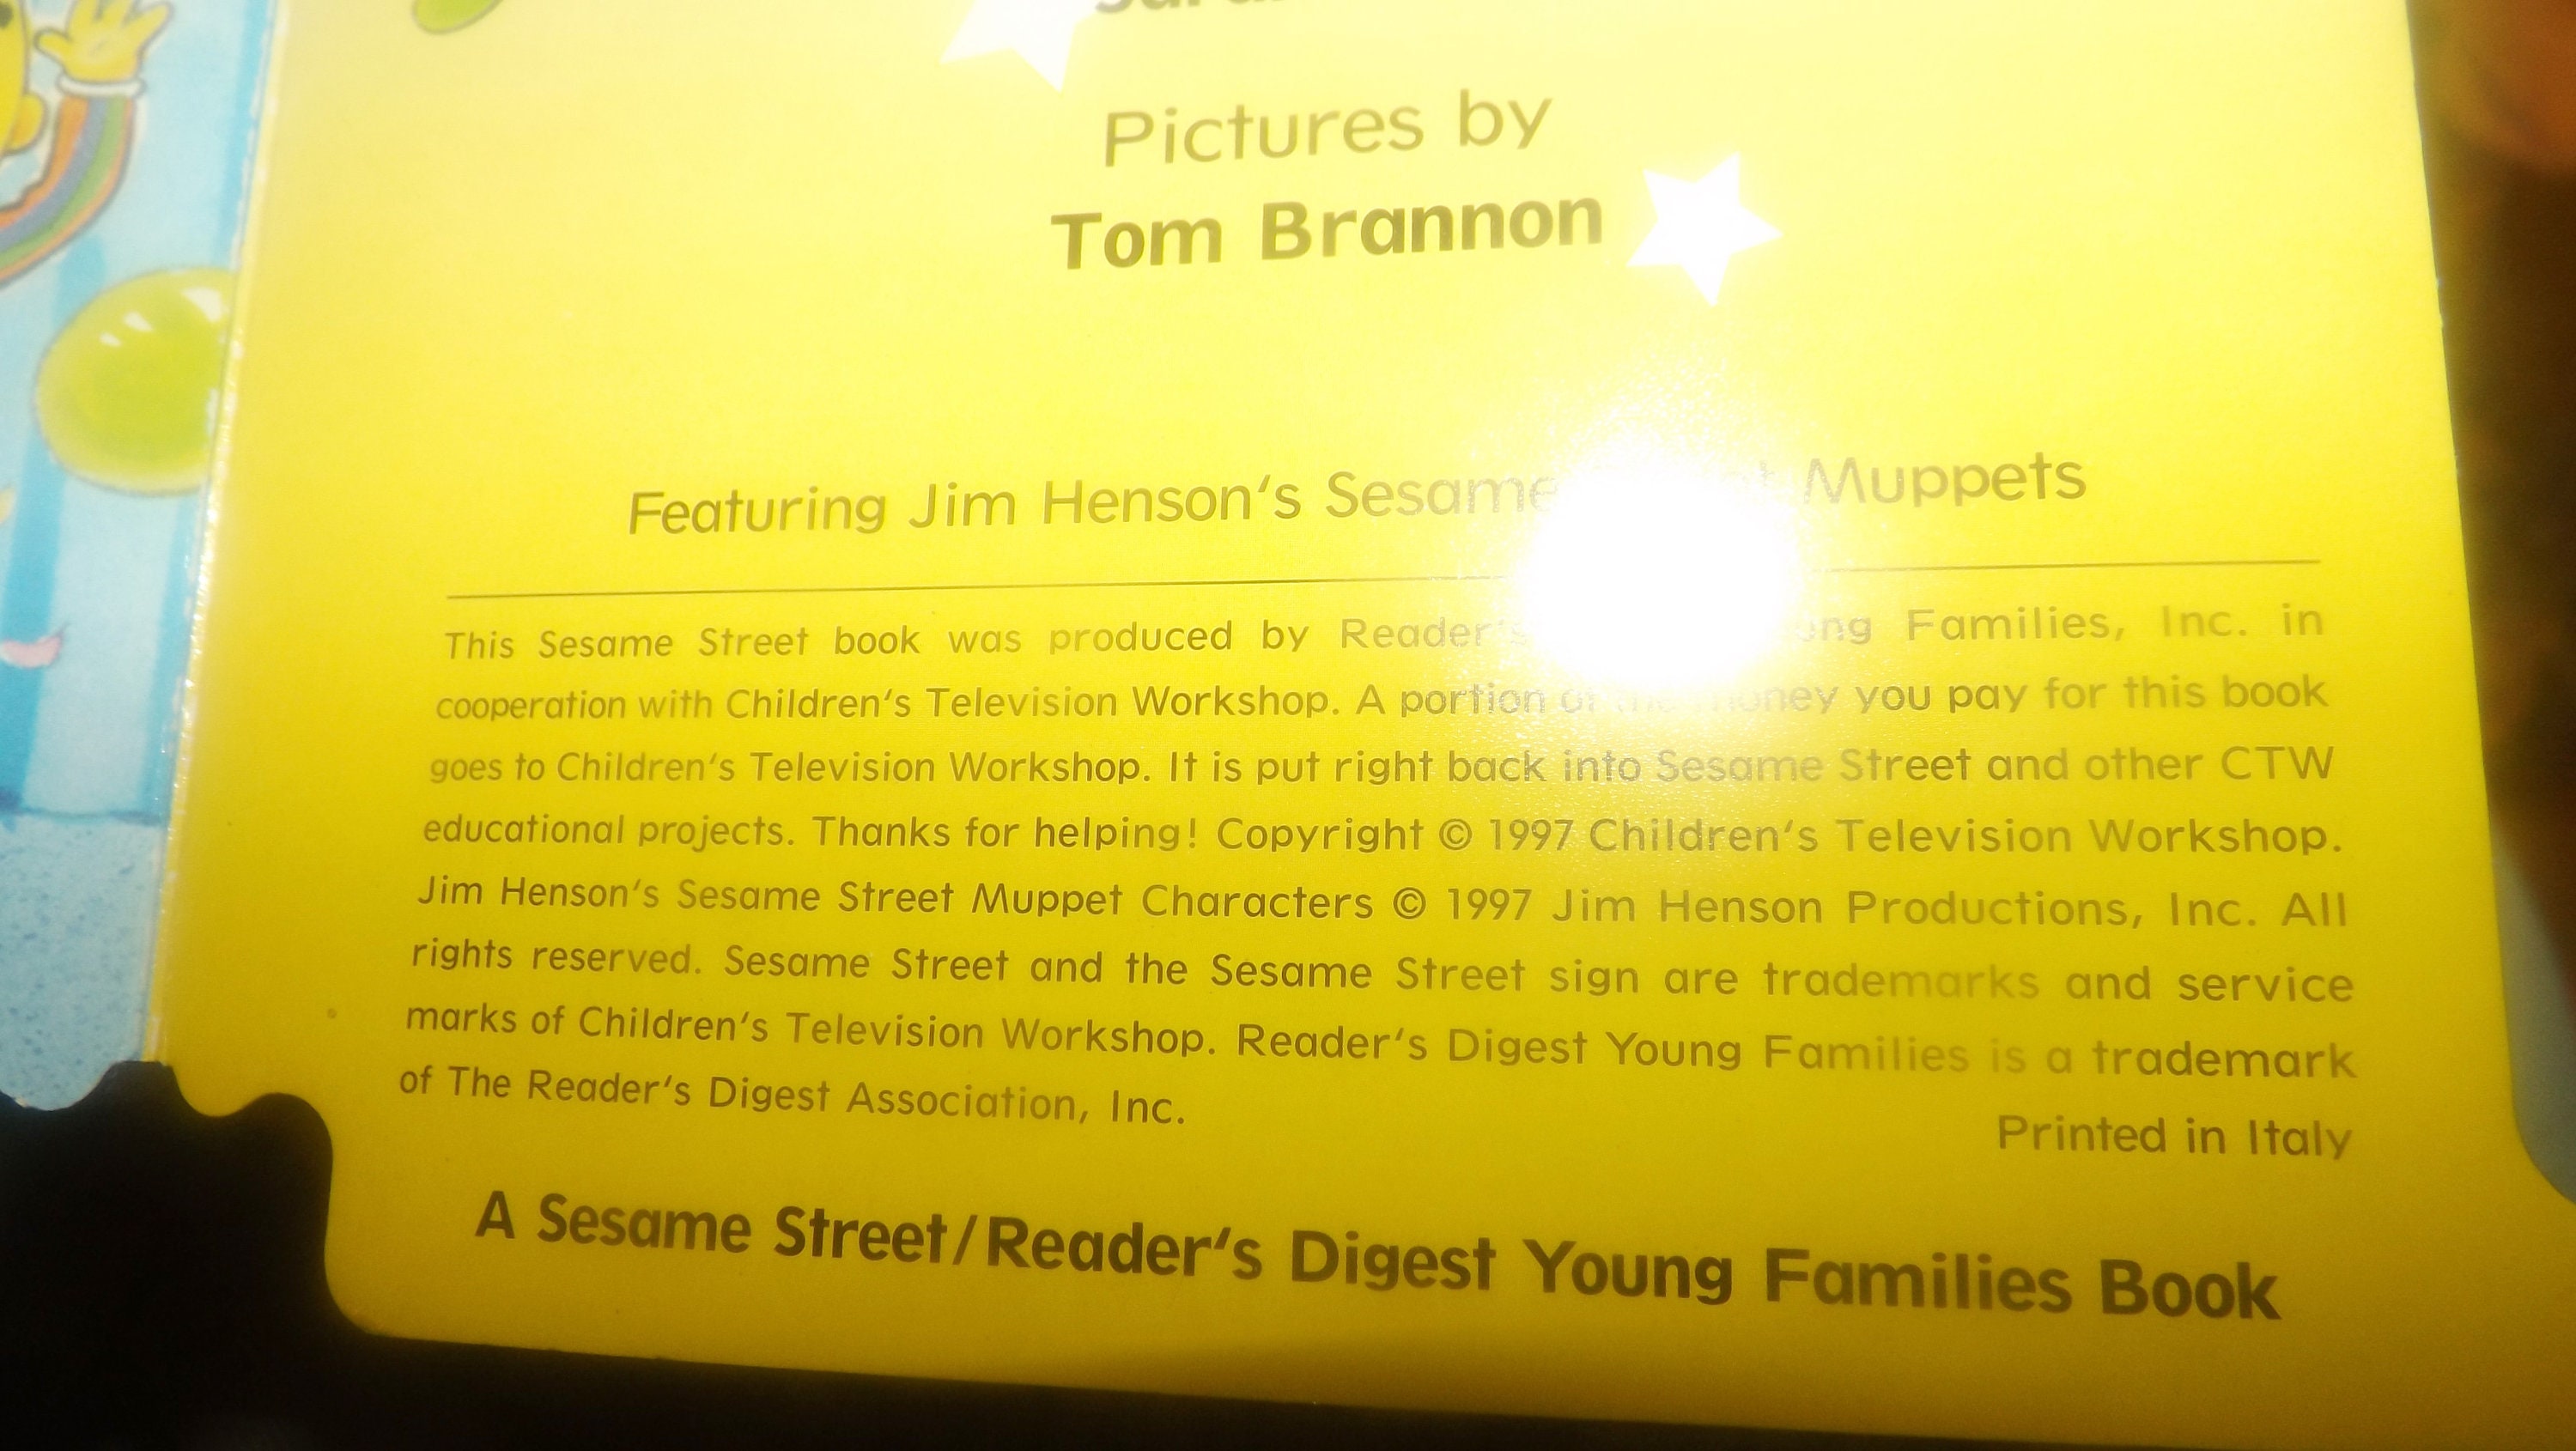 Pictures by
Tom Brannon
Featuring Jim Henson's Sesame Muppets
This Sesame Street book was produced by Reader's Families, Inc. in
cooperation with Children's Television Workshop. A portion of the money you pay for this book
goes to Children's Television Workshop. It is put right back into Sesame Street and other CTW
educational projects. Thanks for helping! Copyright © 1997 Children's Television Workshop.
Jim Henson's Sesame Street Muppet Characters © 1997 Jim Henson Productions, Inc. All
rights reserved. Sesame Street and the Sesame Street sign are trademarks and service
marks of Children's Television Workshop. Reader's Digest Young Families is a trademark
of The Reader's Digest Association, Inc.
Printed in Italy
A Sesame Street/Reader's Digest Young Families Book